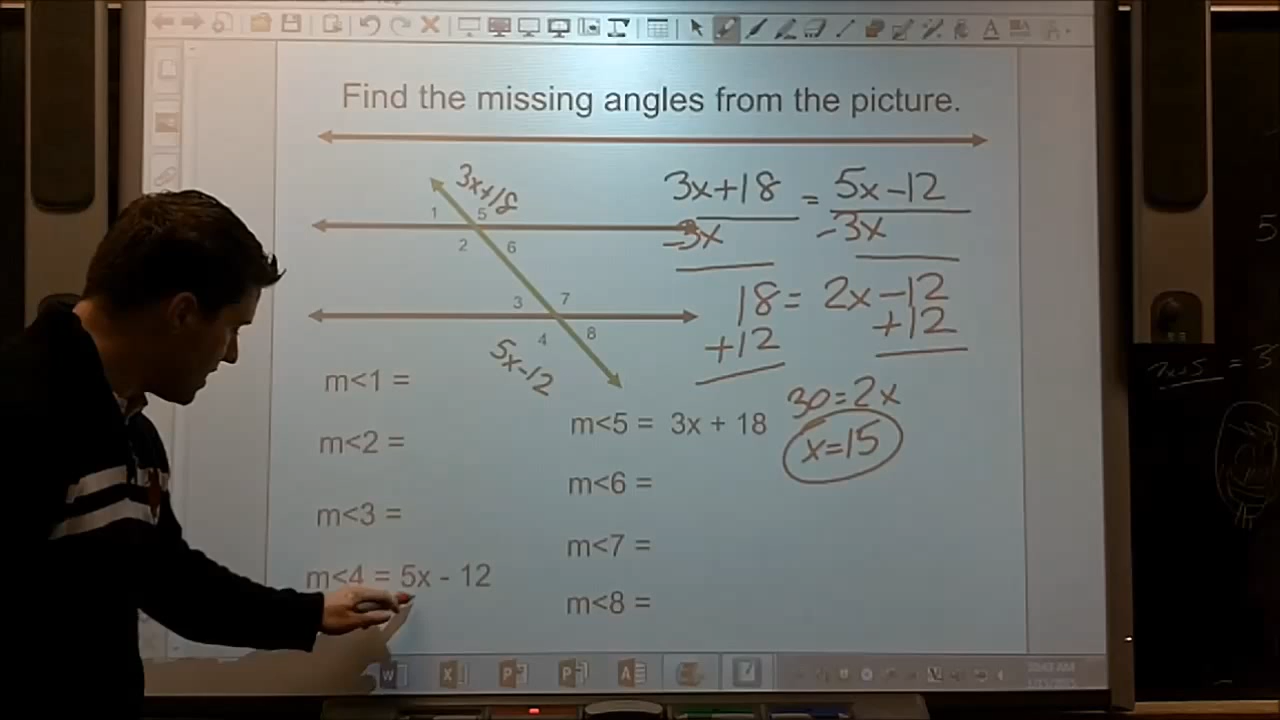 Find the missing angles from the picture.
3x+18
1 5
2 6
3 7
4 8
5x-12
3x+18 = 5x-12
-3x -3x
18 = 2x-12
+12 +12
30=2x
x=15
m<1 =
m<2 =
m<3 =
m<4 = 5x - 12
m<5 = 3x + 18
m<6 =
m<7 =
m<8 =